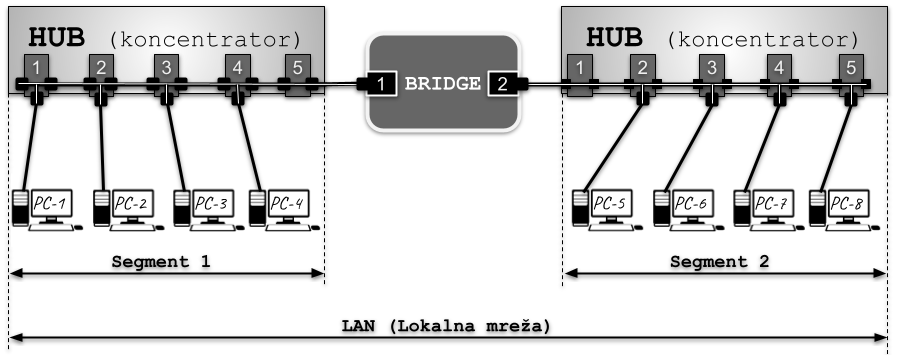 HUB (koncentrator)
1 2 3 4 5
1 BRIDGE 2
HUB (koncentrator)
1 2 3 4 5
PC-1 PC-2 PC-3 PC-4
PC-5 PC-6 PC-7 PC-8
Segment 1
Segment 2
LAN (Lokalna mreža)